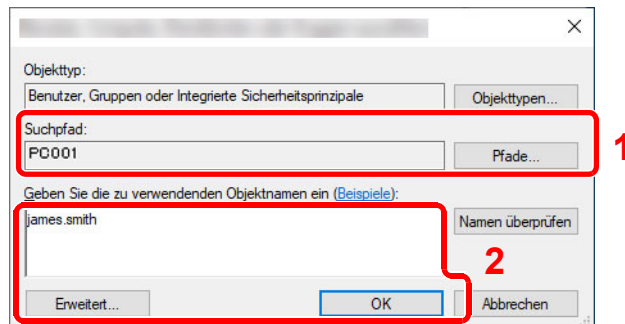 Objekttyp:
Benutzer, Gruppen oder Integrierte Sicherheitsprinzipale
Objekttypen...
Suchpfad:
PC001
Pfade...
1
Geben Sie die zu verwendenden Objektnamen ein (Beispiele):
james.smith
Namen überprüfen
2
Erweitert...
OK
Abbrechen